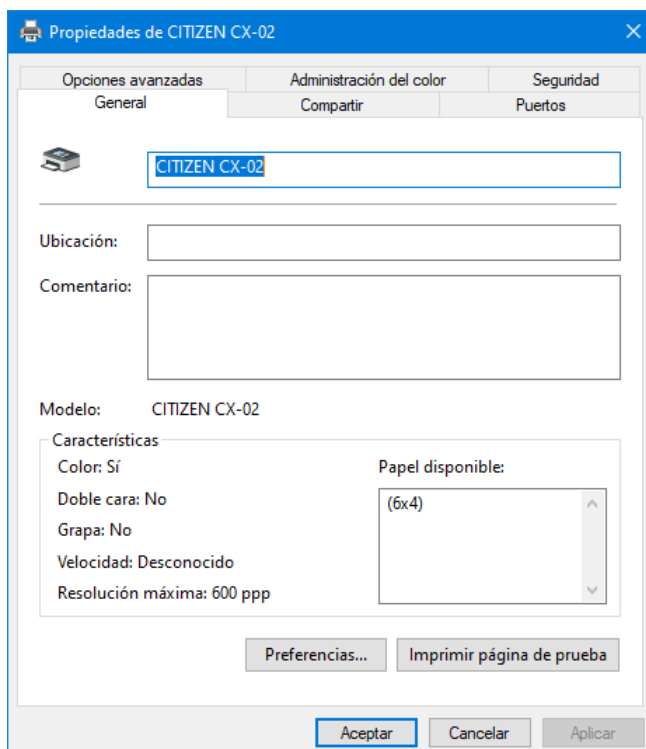 Propiedades de CITIZEN CX-02
Opciones avanzadas Administración del color Seguridad
General Compartir Puertos
CITIZEN CX-02
Ubicación:
Comentario:
Modelo: CITIZEN CX-02
Características
Color: Sí Papel disponible:
Doble cara: No (6x4)
Grapa: No
Velocidad: Desconocido
Resolución máxima: 600 ppp
Preferencias... Imprimir página de prueba
Aceptar Cancelar Aplicar